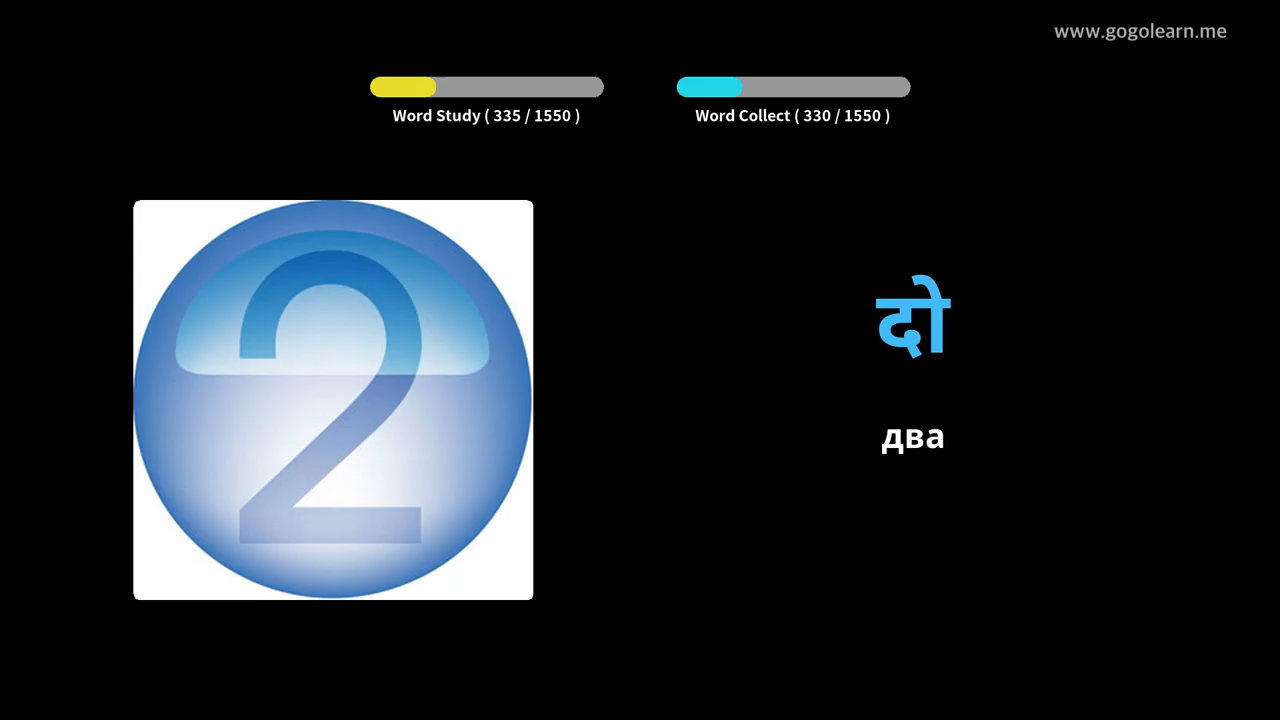 www.gogolearn.me
Word Study ( 335 / 1550 )
Word Collect ( 330 / 1550 )
2
दो
два